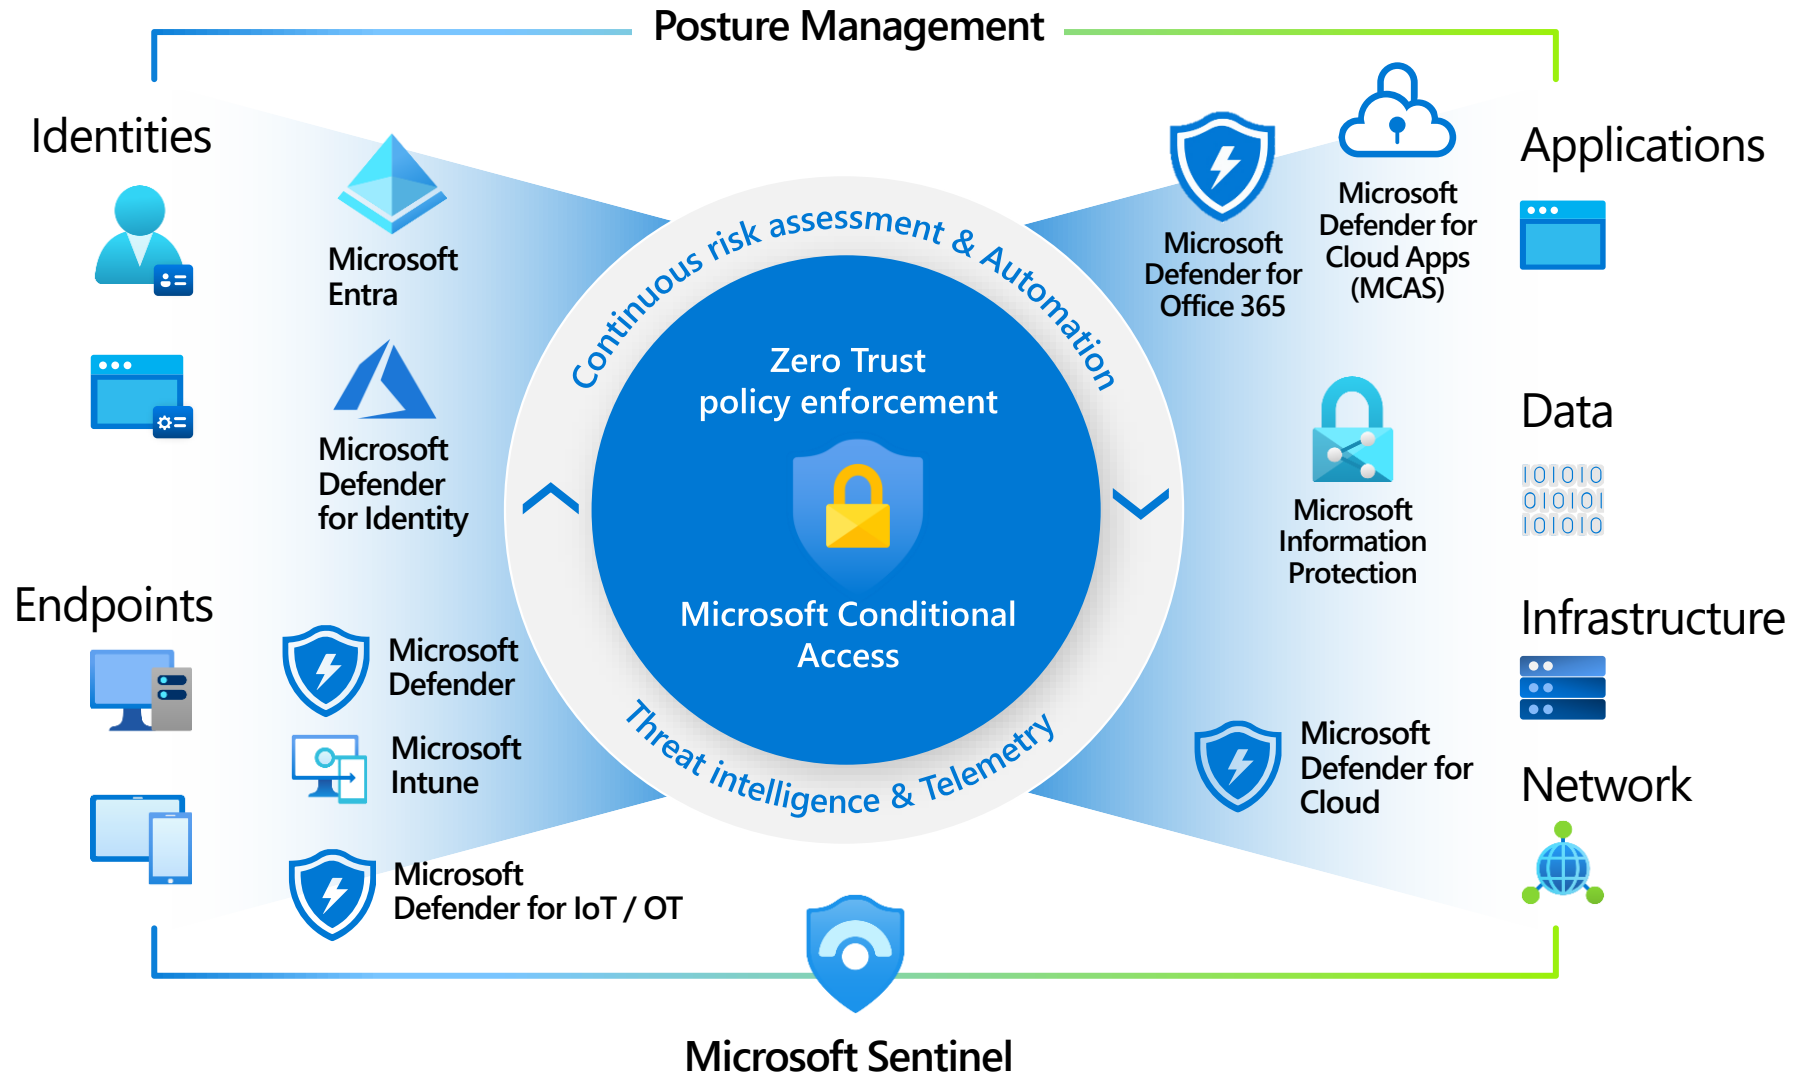 Posture Management
Identities
Microsoft
Entra
Microsoft
Defender
for Identity
Endpoints
Microsoft
Defender
Microsoft
Intune
Microsoft
Defender for IoT / OT
Continuous risk assessment & Automation
Zero Trust
policy enforcement
Microsoft Conditional
Access
Threat intelligence & Telemetry
Microsoft
Defender for
Office 365
Microsoft
Defender for
Cloud Apps
(MCAS)
Applications
Microsoft
Information
Protection
Data
101010
010101
101010
Infrastructure
Microsoft
Defender for
Cloud
Network
Microsoft Sentinel